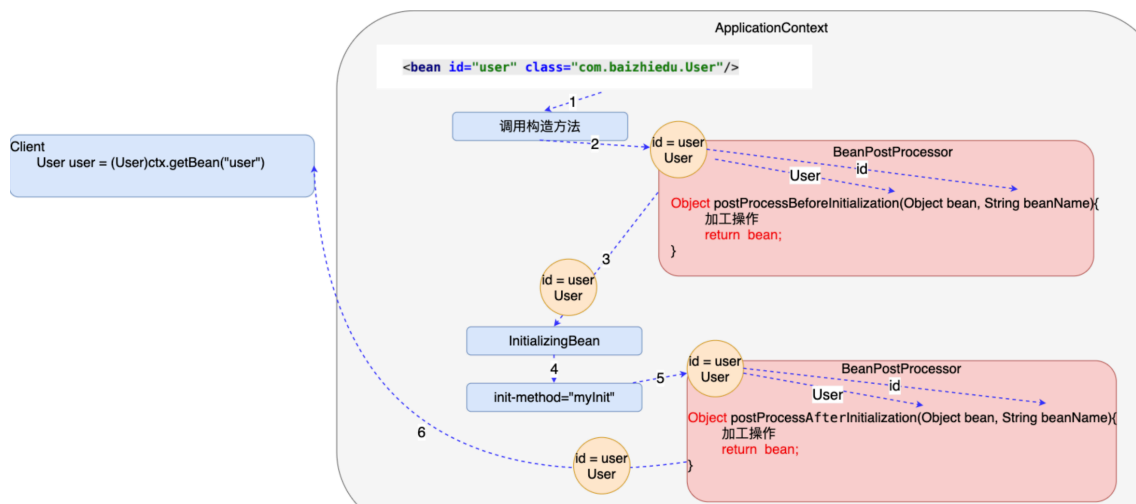 ApplicationContext
<bean id="user" class="com.baizhiedu.User"/>
1
调用构造方法
2
id = user
User
BeanPostProcessor
User
id
Object postProcessBeforeInitialization(Object bean, String beanName){
加工操作
return bean;
}
Client
User user = (User)ctx.getBean("user")
3
id = user
User
InitializingBean
4
init-method="myInit"
5
id = user
User
BeanPostProcessor
id
User
Object postProcessAfterInitialization(Object bean, String beanName){
加工操作
return bean;
}
6
id = user
User